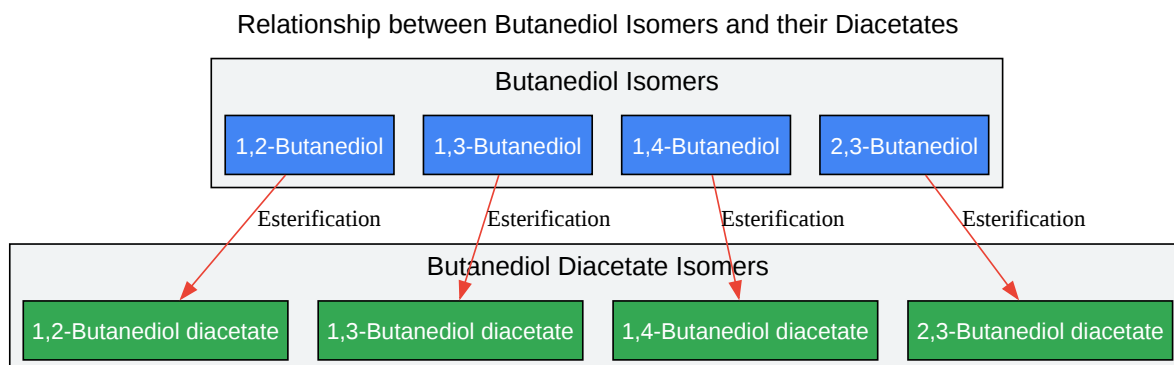 Relationship between Butanediol Isomers and their Diacetates
Butanediol Isomers
1,2-Butanediol 1,3-Butanediol 1,4-Butanediol 2,3-Butanediol
Esterification Esterification Esterification Esterification
Butanediol Diacetate Isomers
1,2-Butanediol diacetate 1,3-Butanediol diacetate 1,4-Butanediol diacetate 2,3-Butanediol diacetate